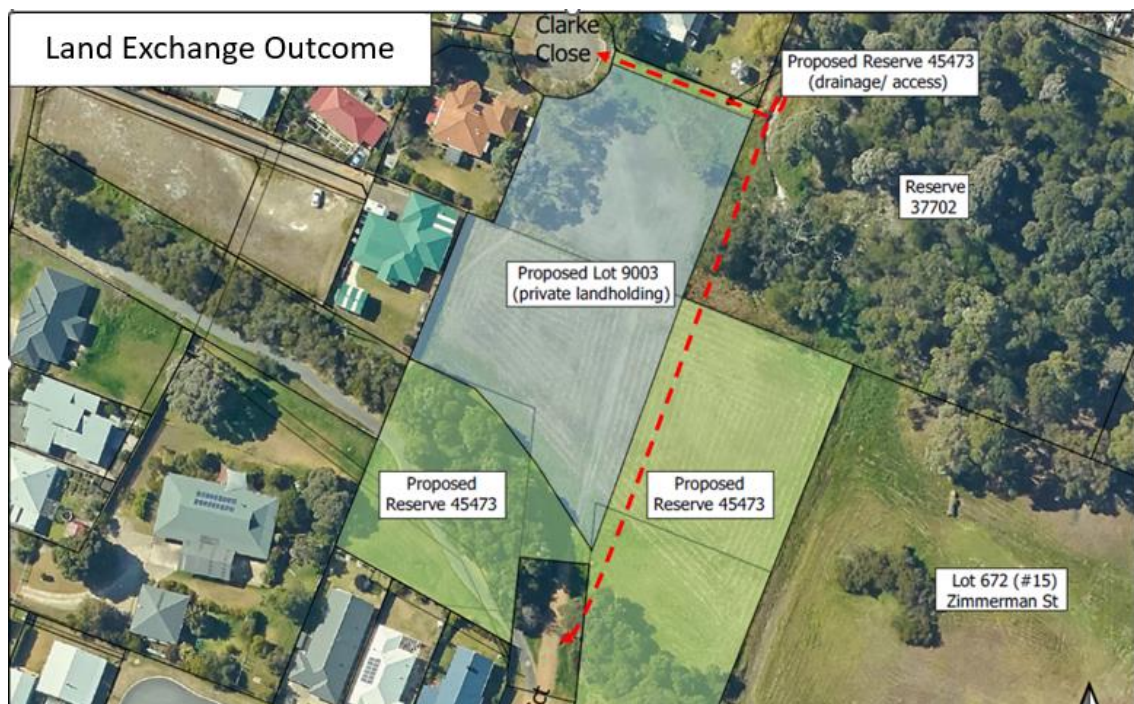 Land Exchange Outcome
Clarke
Close
Proposed Reserve 45473
(drainage/ access)
Reserve
37702
Proposed Lot 9003
(private landholding)
Proposed
Reserve 45473
Proposed
Reserve 45473
Lot 672 (#15)
Zimmerman St